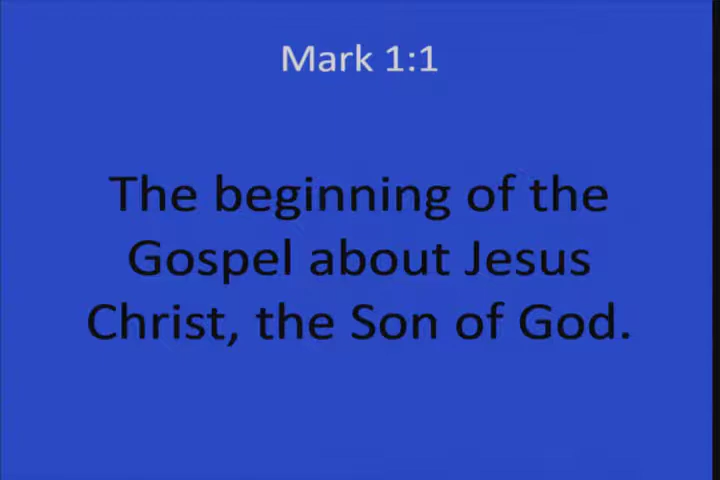 Mark 1:1
The beginning of the
Gospel about Jesus
Christ, the Son of God.